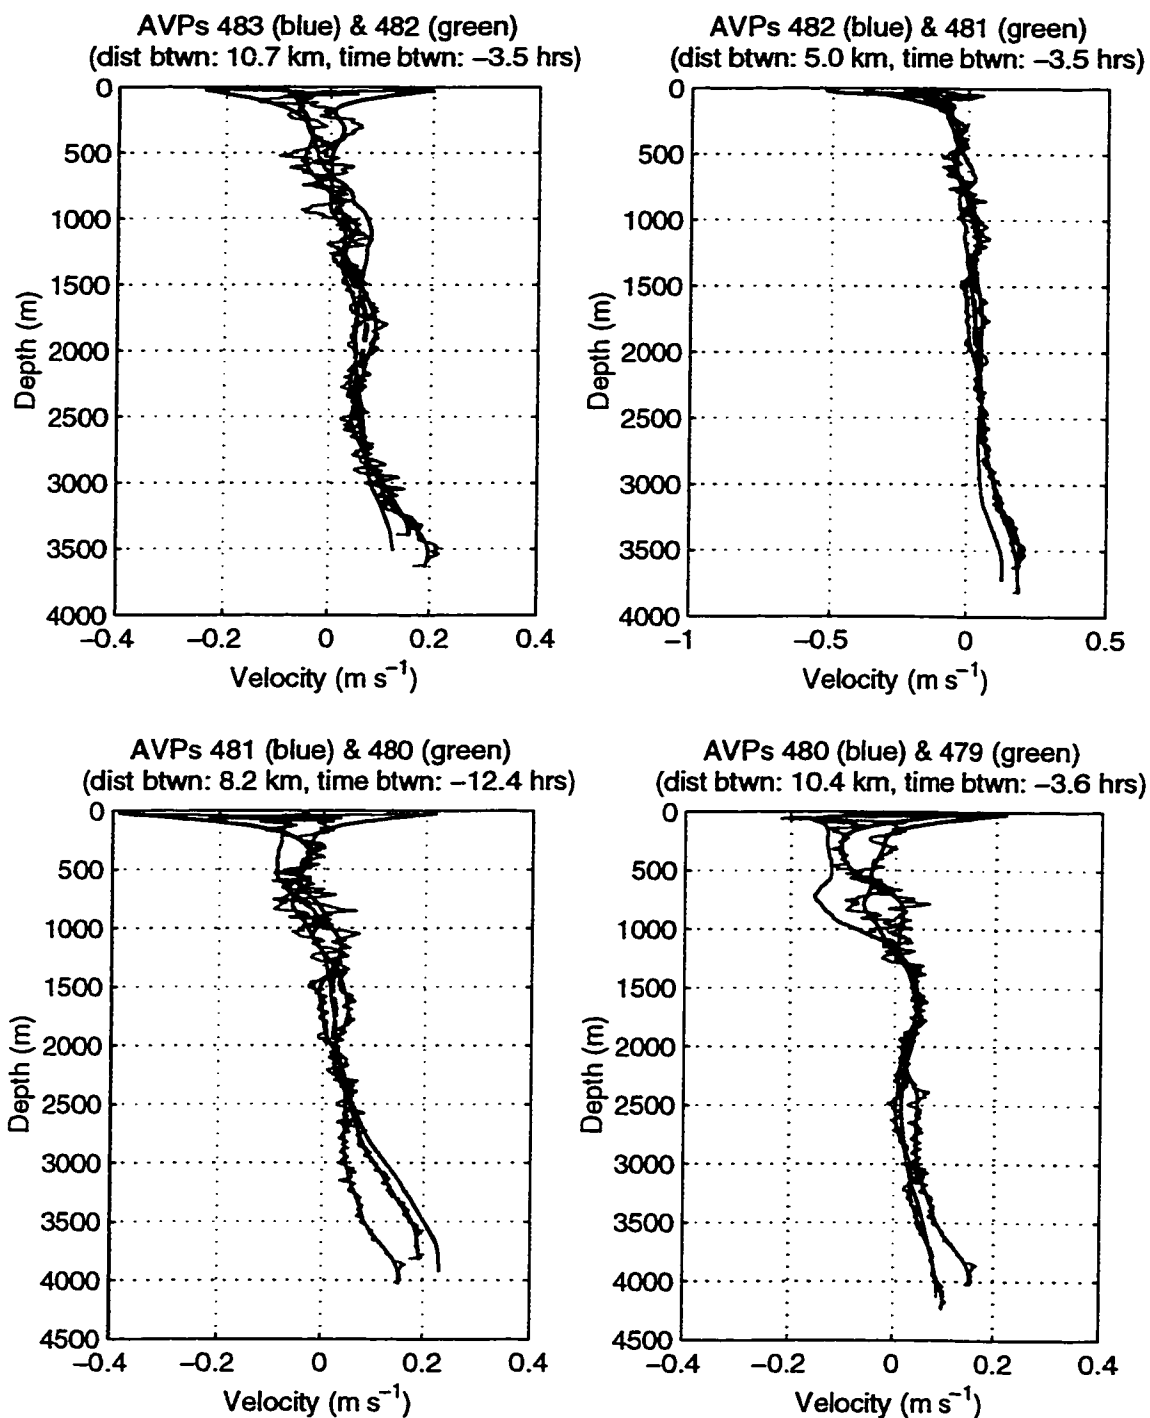 AVPs 483 (blue) & 482 (green)
(dist btwn: 10.7 km, time btwn: −3.5 hrs)
0
500
1000
1500
2000
2500
3000
3500
4000
Depth (m)
−0.4 −0.2 0 0.2 0.4
Velocity (m s⁻¹)
AVPs 482 (blue) & 481 (green)
(dist btwn: 5.0 km, time btwn: −3.5 hrs)
0
500
1000
1500
2000
2500
3000
3500
4000
Depth (m)
−1 −0.5 0 0.5
Velocity (m s⁻¹)
AVPs 481 (blue) & 480 (green)
(dist btwn: 8.2 km, time btwn: −12.4 hrs)
0
500
1000
1500
2000
2500
3000
3500
4000
4500
Depth (m)
−0.4 −0.2 0 0.2 0.4
Velocity (m s⁻¹)
AVPs 480 (blue) & 479 (green)
(dist btwn: 10.4 km, time btwn: −3.6 hrs)
0
500
1000
1500
2000
2500
3000
3500
4000
4500
Depth (m)
−0.4 −0.2 0 0.2 0.4
Velocity (m s⁻¹)